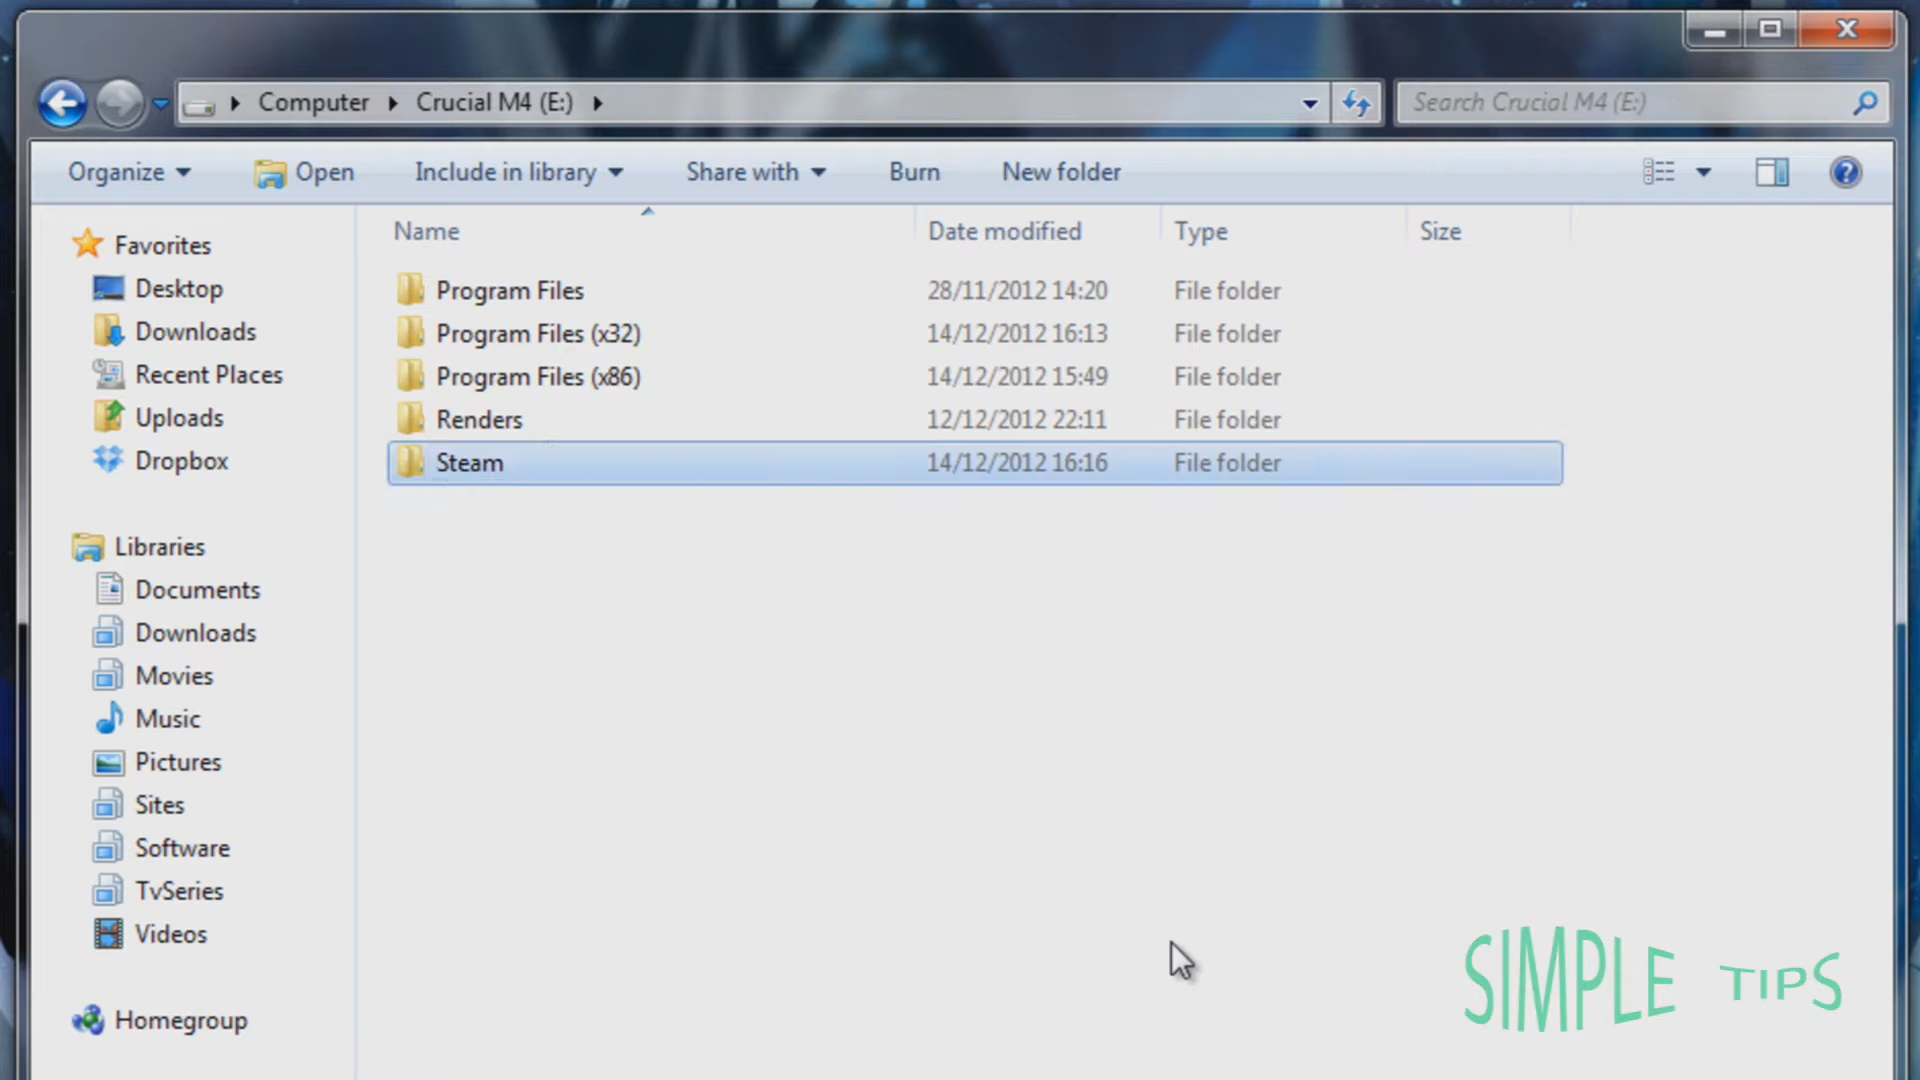 Computer
Crucial M4 (E:)
Search Crucial M4 (E:)
Organize
Open
Include in library
Share with
Burn
New folder
Name
Date modified
Type
Size
Favorites
Desktop
Downloads
Recent Places
Uploads
Dropbox
Libraries
Documents
Downloads
Movies
Music
Pictures
Sites
Software
TvSeries
Videos
Homegroup
Program Files 28/11/2012 14:20 File folder
Program Files (x32) 14/12/2012 16:13 File folder
Program Files (x86) 14/12/2012 15:49 File folder
Renders 12/12/2012 22:11 File folder
Steam 14/12/2012 16:16 File folder
SIMPLE TIPS